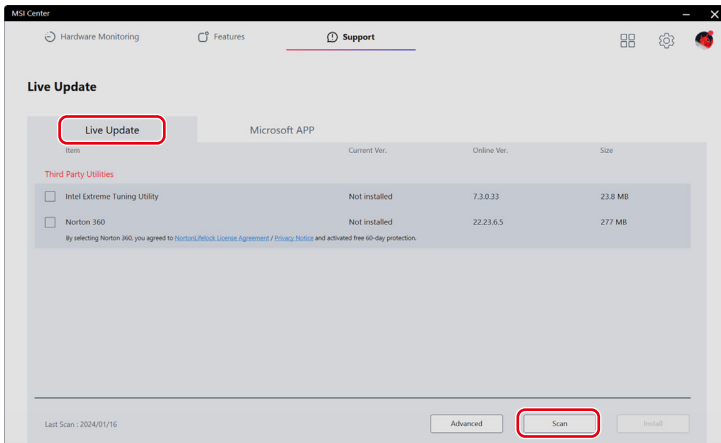 MSI Center
Hardware Monitoring Features Support
Live Update
Live Update Microsoft APP
Item Current Ver. Online Ver. Size
Third Party Utilities
Intel Extreme Tuning Utility Not installed 7.3.0.33 23.8 MB
Norton 360 Not installed 22.23.6.5 277 MB
By selecting Norton 360, you agreed to NortonLifelock License Agreement / Privacy Notice and activated free 60-day protection.
Last Scan : 2024/01/16 Advanced Scan Install